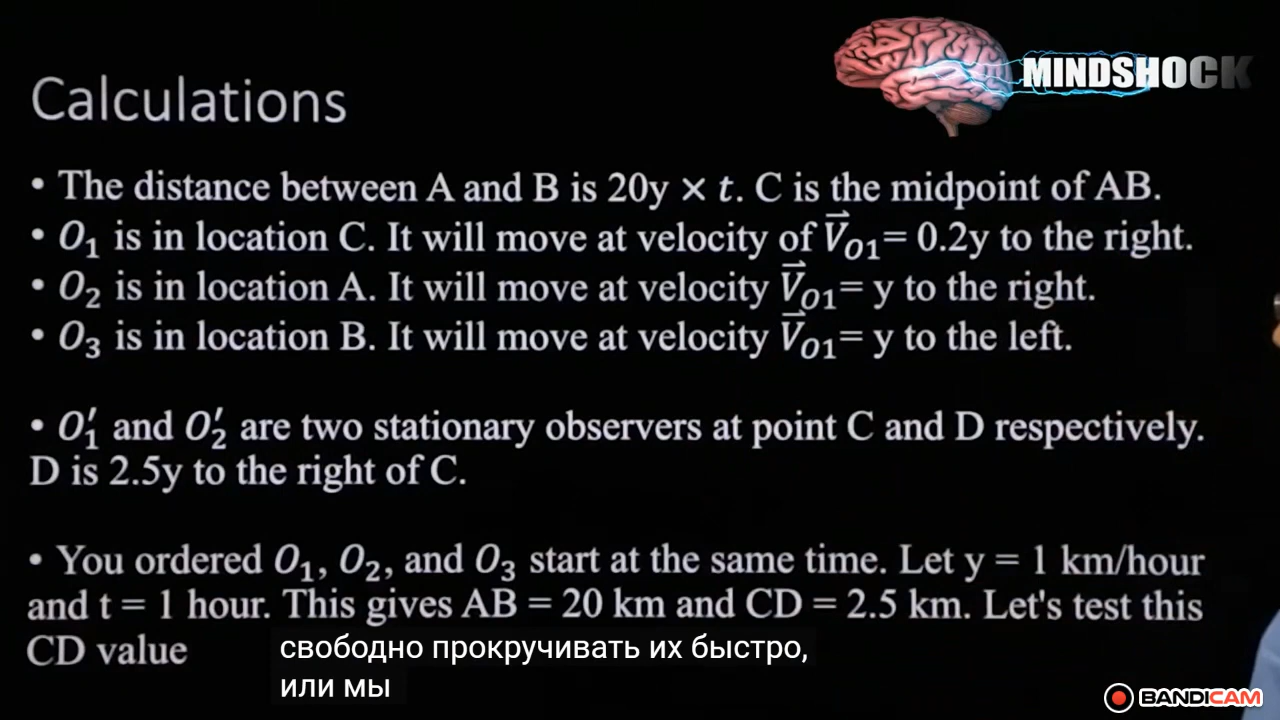 MINDSHOCK
Calculations
• The distance between A and B is 20y × t. C is the midpoint of AB.
• O₁ is in location C. It will move at velocity of V⃗_O1= 0.2y to the right.
• O₂ is in location A. It will move at velocity V⃗_O1= y to the right.
• O₃ is in location B. It will move at velocity V⃗_O1= y to the left.
• O₁′ and O₂′ are two stationary observers at point C and D respectively.
D is 2.5y to the right of C.
• You ordered O₁, O₂, and O₃ start at the same time. Let y = 1 km/hour
and t = 1 hour. This gives AB = 20 km and CD = 2.5 km. Let's test this
CD value
свободно прокручивать их быстро,
или мы
BANDICAM